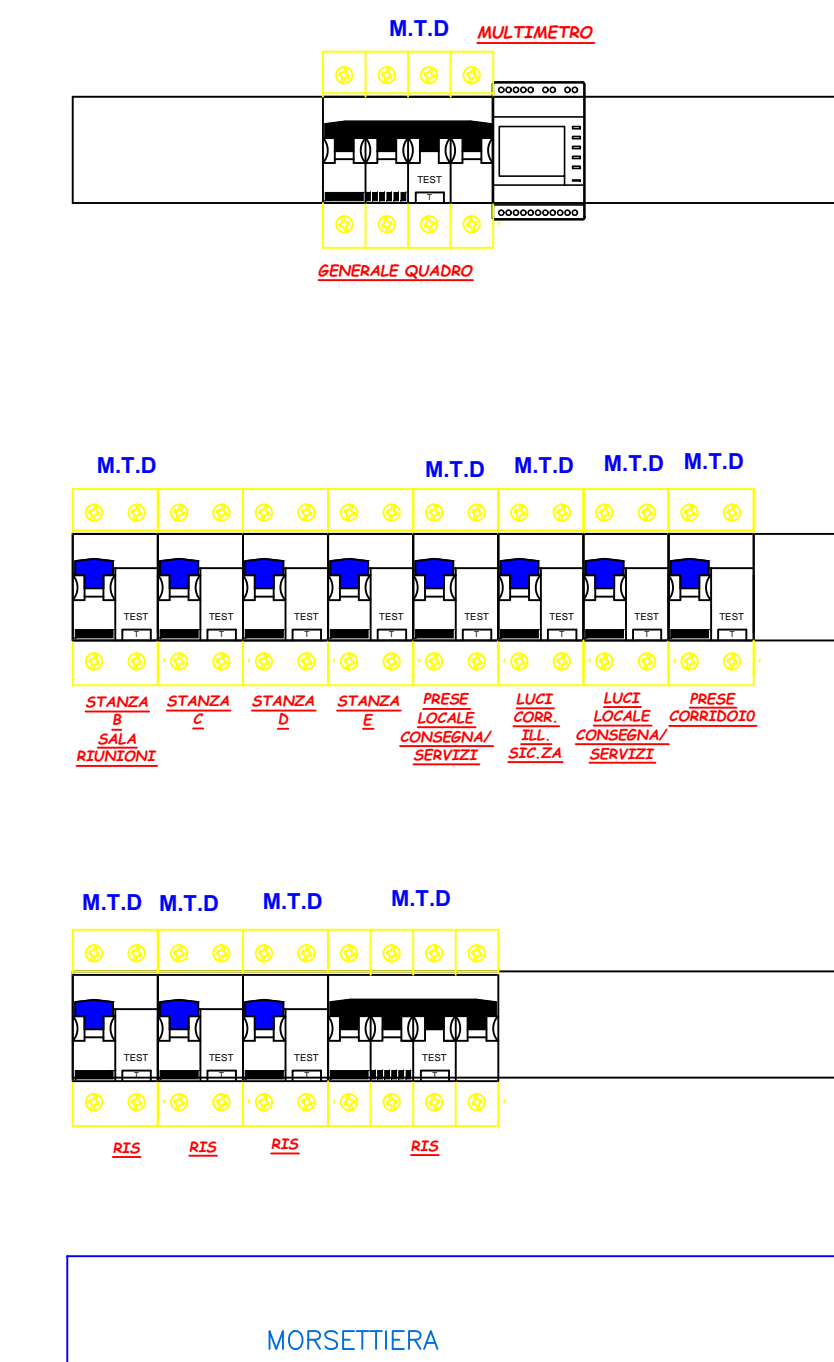 M.T.D MULTIMETRO
TEST
T
GENERALE QUADRO
M.T.D M.T.D M.T.D M.T.D M.T.D
TEST TEST TEST TEST TEST TEST TEST TEST
T T T T T T T T
STANZA B SALA RIUNIONI
STANZA C
STANZA D
STANZA E
PRESE LOCALE CONSEGNA/ SERVIZI
LUCI CORR. ILL. SIC.ZA
LUCI LOCALE CONSEGNA/ SERVIZI
PRESE CORRIDOIO
M.T.D M.T.D M.T.D M.T.D
TEST TEST TEST TEST
T T T T
RIS RIS RIS RIS
MORSETTIERA